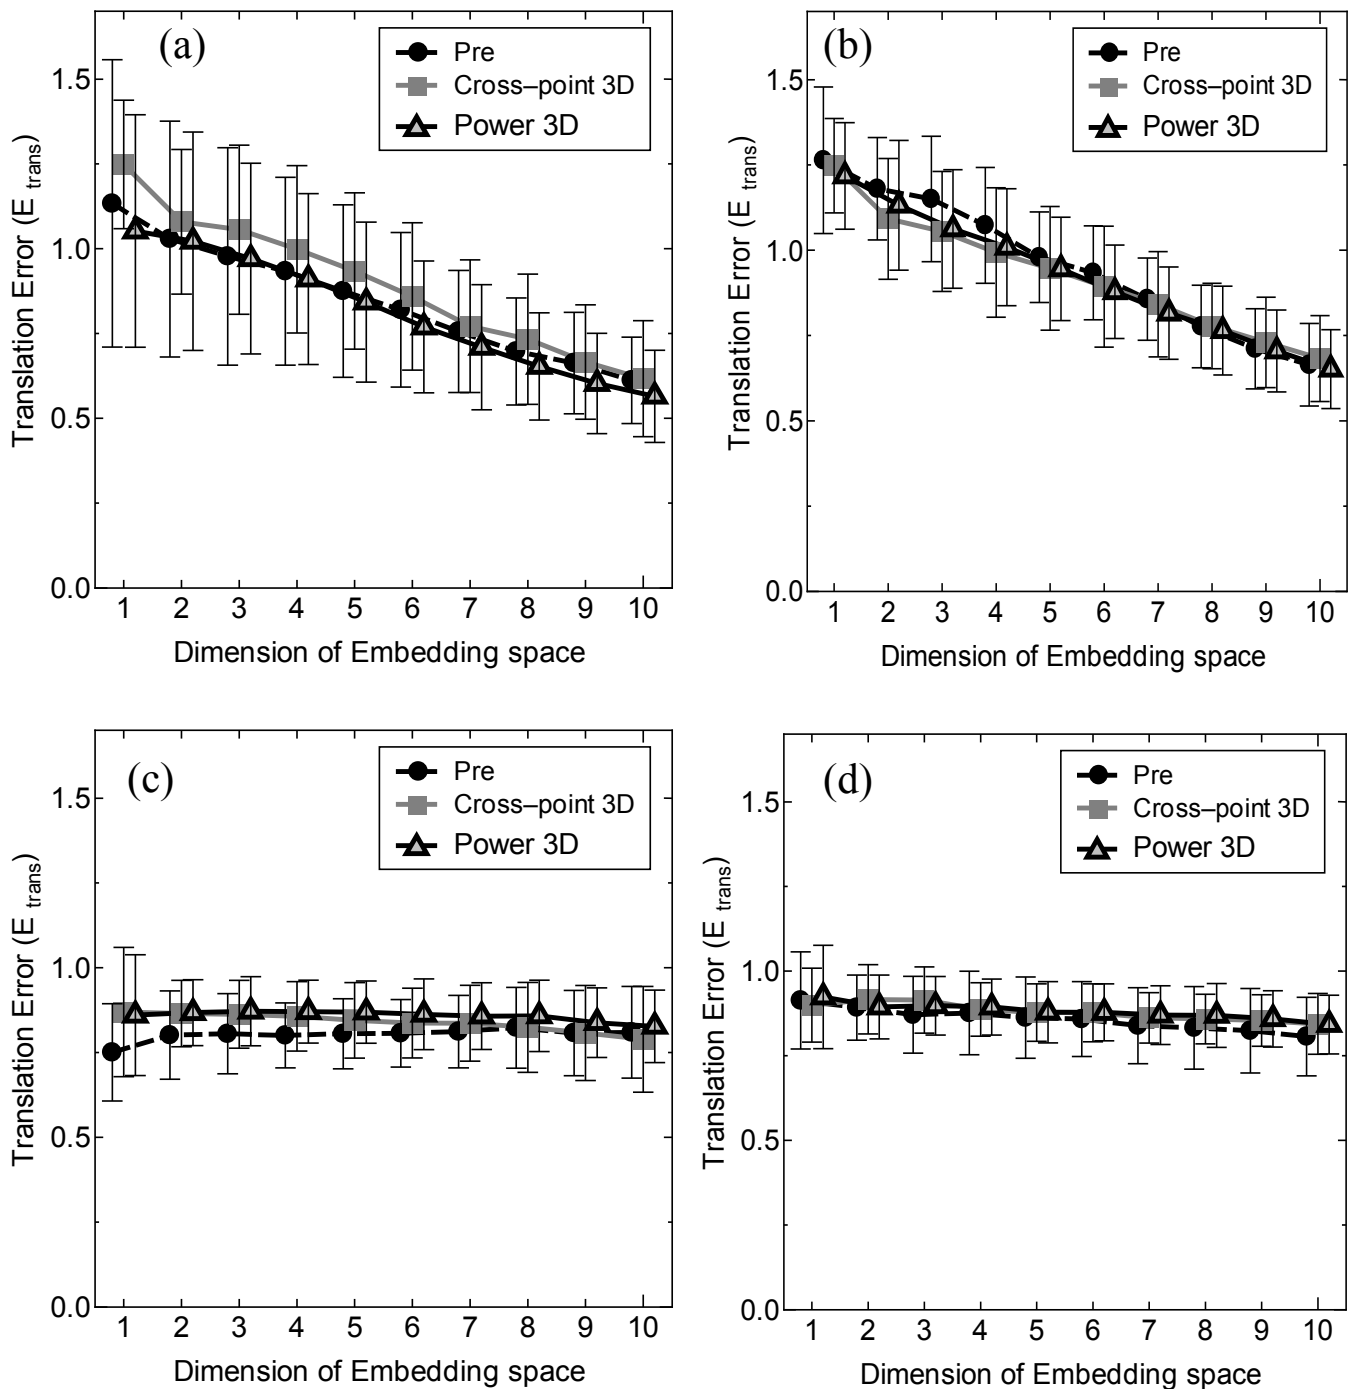 (a)
Pre
Cross–point 3D
Power 3D
1.5
1.0
0.5
0.0
Translation Error (E trans)
1 2 3 4 5 6 7 8 9 10
Dimension of Embedding space
(b)
Pre
Cross–point 3D
Power 3D
1.5
1.0
0.5
0.0
Translation Error (E trans)
1 2 3 4 5 6 7 8 9 10
Dimension of Embedding space
(c)
Pre
Cross–point 3D
Power 3D
1.5
1.0
0.5
0.0
Translation Error (E trans)
1 2 3 4 5 6 7 8 9 10
Dimension of Embedding space
(d)
Pre
Cross–point 3D
Power 3D
1.5
1.0
0.5
0.0
Translation Error (E trans)
1 2 3 4 5 6 7 8 9 10
Dimension of Embedding space